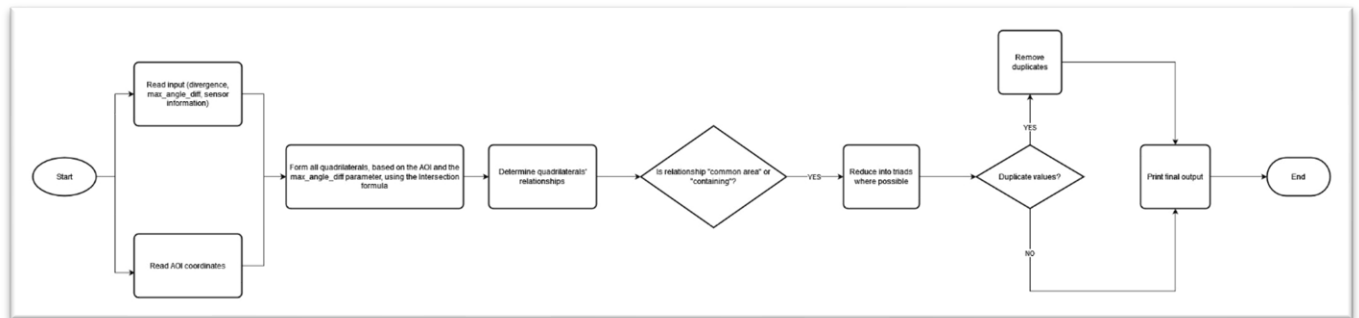 Start
Read input (divergence,
max_angle_diff, sensor
information)
Read AOI coordinates
Form all quadrilaterals, based on the AOI and the
max_angle_diff parameter, using the Intersection
formula
Determine quadrilaterals'
relationships
Is relationship "common area" or
"containing"?
YES
Reduce into triads
where possible
Duplicate values?
YES
Remove
duplicates
NO
Print final output
End